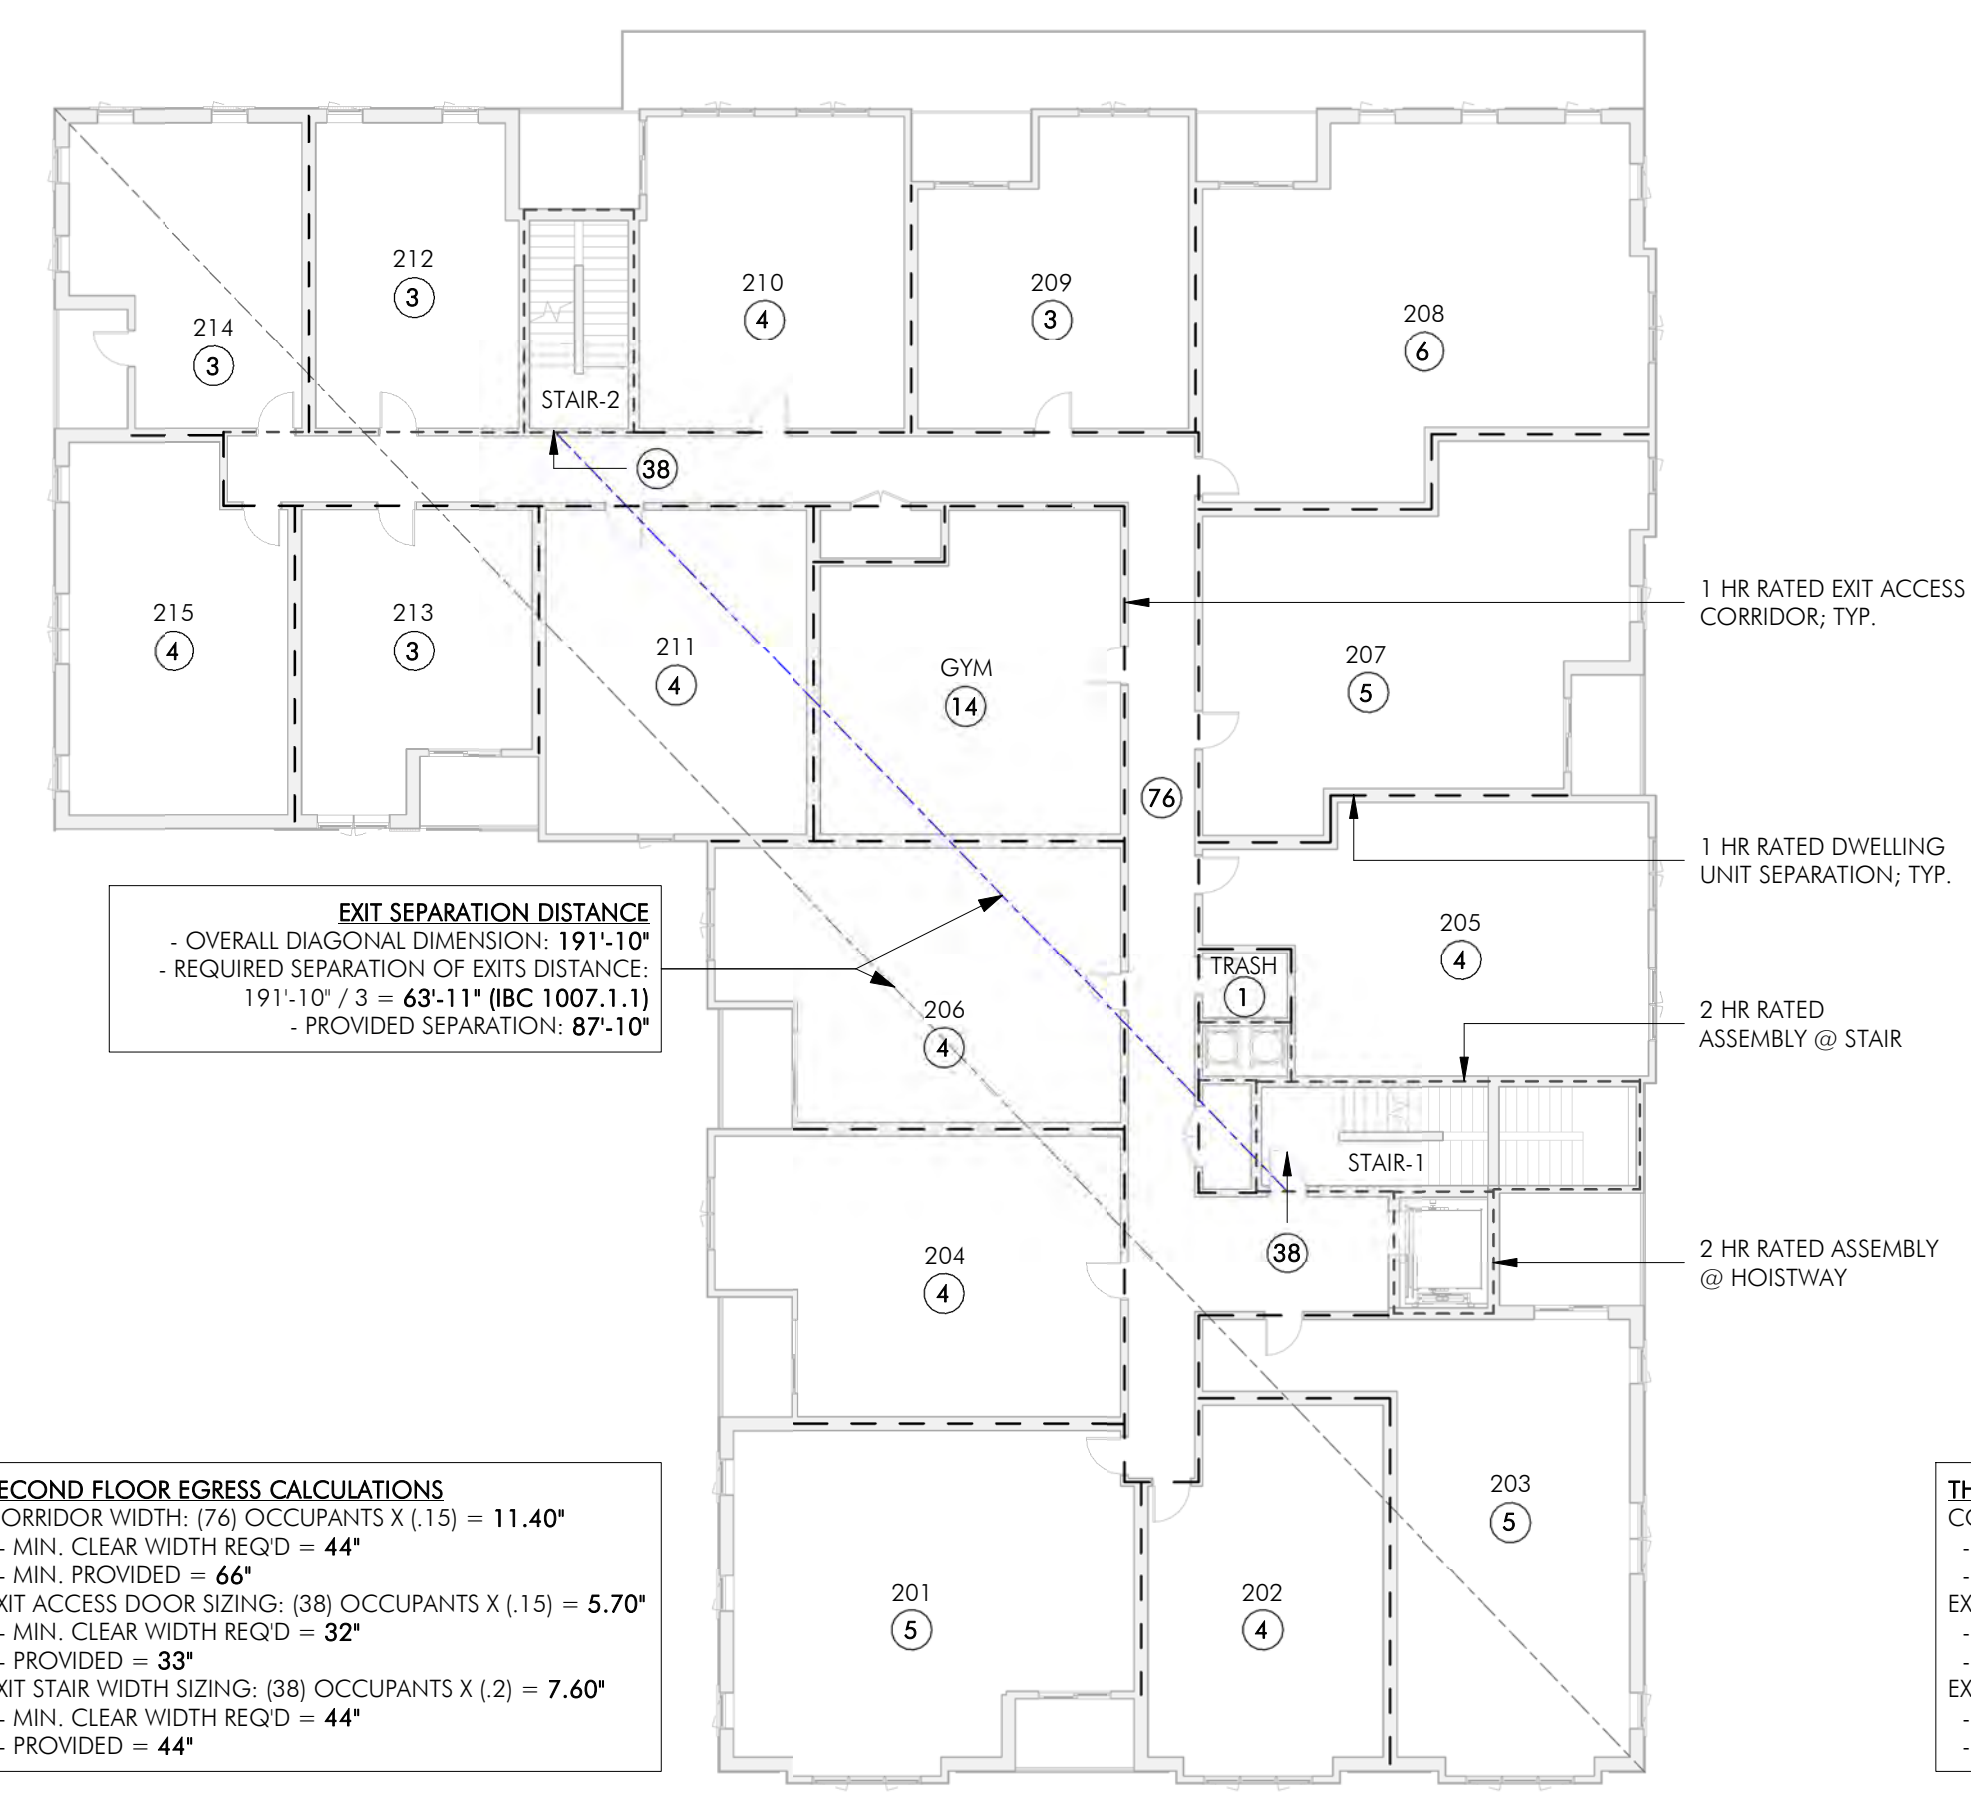 212
3
210
4
209
3
208
6
214
3
STAIR-2
38
215
4
213
3
211
4
GYM
14
207
5
76
1 HR RATED EXIT ACCESS
CORRIDOR; TYP.
1 HR RATED DWELLING
UNIT SEPARATION; TYP.
EXIT SEPARATION DISTANCE
- OVERALL DIAGONAL DIMENSION: 191'-10"
- REQUIRED SEPARATION OF EXITS DISTANCE:
191'-10" / 3 = 63'-11" (IBC 1007.1.1)
- PROVIDED SEPARATION: 87'-10"
205
4
TRASH
1
206
4
2 HR RATED
ASSEMBLY @ STAIR
STAIR-1
38
204
4
2 HR RATED ASSEMBLY
@ HOISTWAY
203
5
201
5
202
4
ECOND FLOOR EGRESS CALCULATIONS
ORRIDOR WIDTH: (76) OCCUPANTS X (.15) = 11.40"
- MIN. CLEAR WIDTH REQ'D = 44"
- MIN. PROVIDED = 66"
XIT ACCESS DOOR SIZING: (38) OCCUPANTS X (.15) = 5.70"
- MIN. CLEAR WIDTH REQ'D = 32"
- PROVIDED = 33"
XIT STAIR WIDTH SIZING: (38) OCCUPANTS X (.2) = 7.60"
- MIN. CLEAR WIDTH REQ'D = 44"
- PROVIDED = 44"
TH
CO
-
-
EX
-
-
EX
-
-